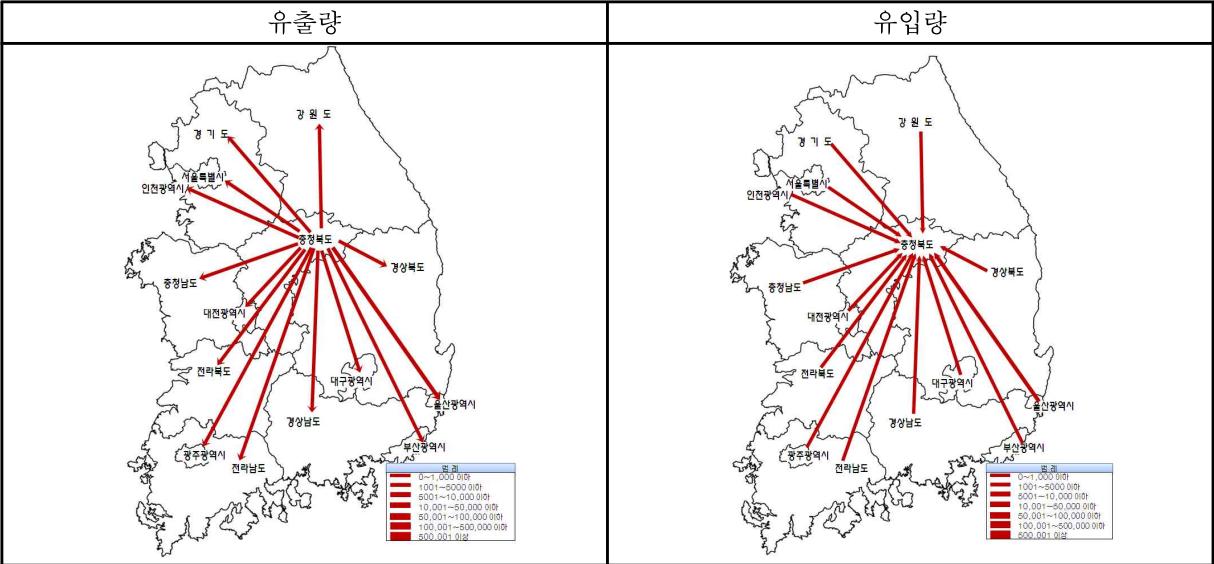 유출량
유입량
강 원 도
경 기 도
서울특별시
인천광역시
충청북도
경상북도
충청남도
대전광역시
전라북도
대구광역시
울산광역시
경상남도
부산광역시
광주광역시
전라남도
범 례
0~1,000 이하
1001~5000 이하
5001~10,000 이하
10,001~50,000 이하
50,001~100,000 이하
100,001~500,000 이하
500,001 이상
강 원 도
경 기 도
서울특별시
인천광역시
충청북도
경상북도
충청남도
대전광역시
전라북도
대구광역시
울산광역시
경상남도
부산광역시
광주광역시
전라남도
범 례
0~1,000 이하
1001~5000 이하
5001~10,000 이하
10,001~50,000 이하
50,001~100,000 이하
100,001~500,000 이하
500,001 이상